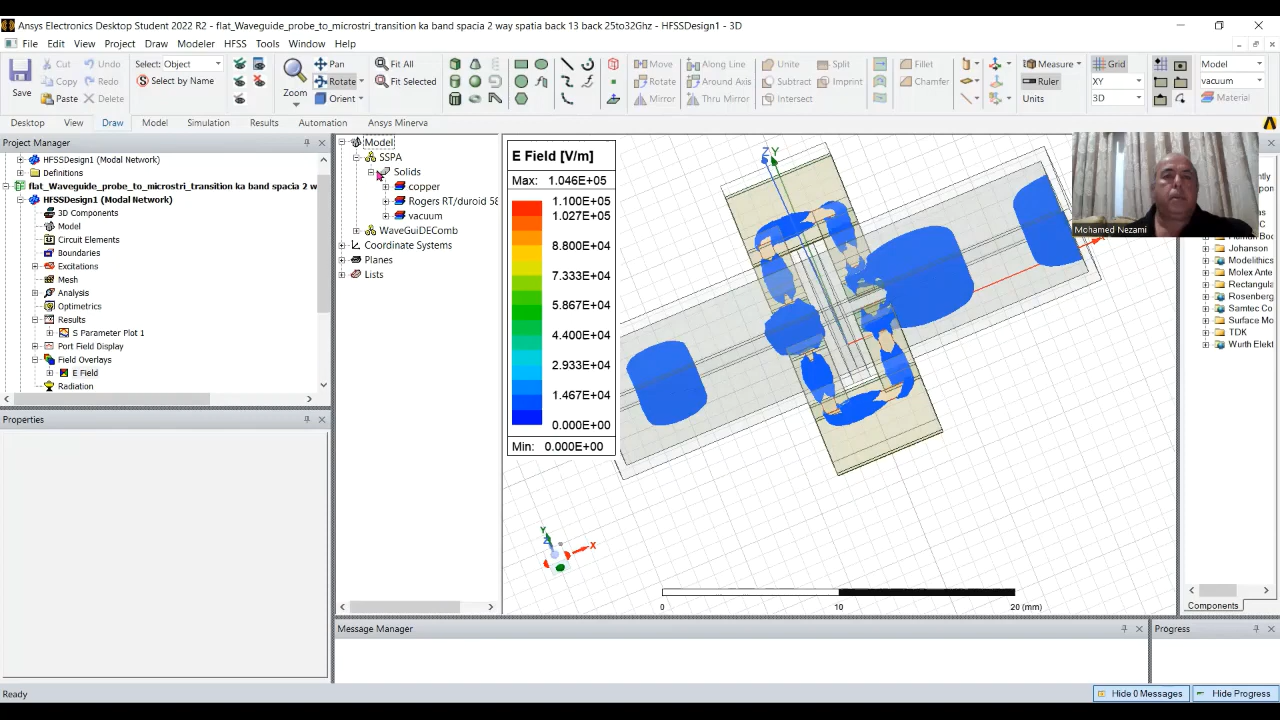 Ansys Electronics Desktop Student 2022 R2 - flat_Waveguide_probe_to_microstri_transition ka band spacia 2 way spatia back 13 back 25to32Ghz - HFSSDesign1 - 3D
File Edit View Project Draw Modeler HFSS Tools Window Help
Save
Cut Undo
Copy Redo
Paste Delete
Select: Object
Select by Name
Zoom
Pan
Rotate
Orient
Fit All
Fit Selected
Move Along Line
Rotate Around Axis
Mirror Thru Mirror
Unite Split
Subtract Imprint
Intersect
Fillet
Chamfer
Measure
Ruler
Units
Grid
XY
3D
Model
vacuum
Material
Desktop View Draw Model Simulation Results Automation Ansys Minerva
Project Manager
HFSSDesign1 (Modal Network)
Definitions
flat_Waveguide_probe_to_microstri_transition ka band spacia 2 w
HFSSDesign1 (Modal Network)
3D Components
Model
Circuit Elements
Boundaries
Excitations
Mesh
Analysis
Optimetrics
Results
S Parameter Plot 1
Port Field Display
Field Overlays
E Field
Radiation
Properties
Model
SSPA
Solids
copper
Rogers RT/duroid 58
vacuum
WaveGuiDEComb
Coordinate Systems
Planes
Lists
E Field [V/m]
Max: 1.046E+05
1.100E+05
1.027E+05
8.800E+04
7.333E+04
5.867E+04
4.400E+04
2.933E+04
1.467E+04
0.000E+00
Min: 0.000E+00
Z Y
Y
Z
X
0 10 20 (mm)
Mohamed Nezami
Johanson
Modelithics
Molex Ante
Rectangula
Rosenberg
Samtec Co
Surface Mo
TDK
Wurth Elekt
Components
Message Manager
Progress
Ready
Hide 0 Messages Hide Progress